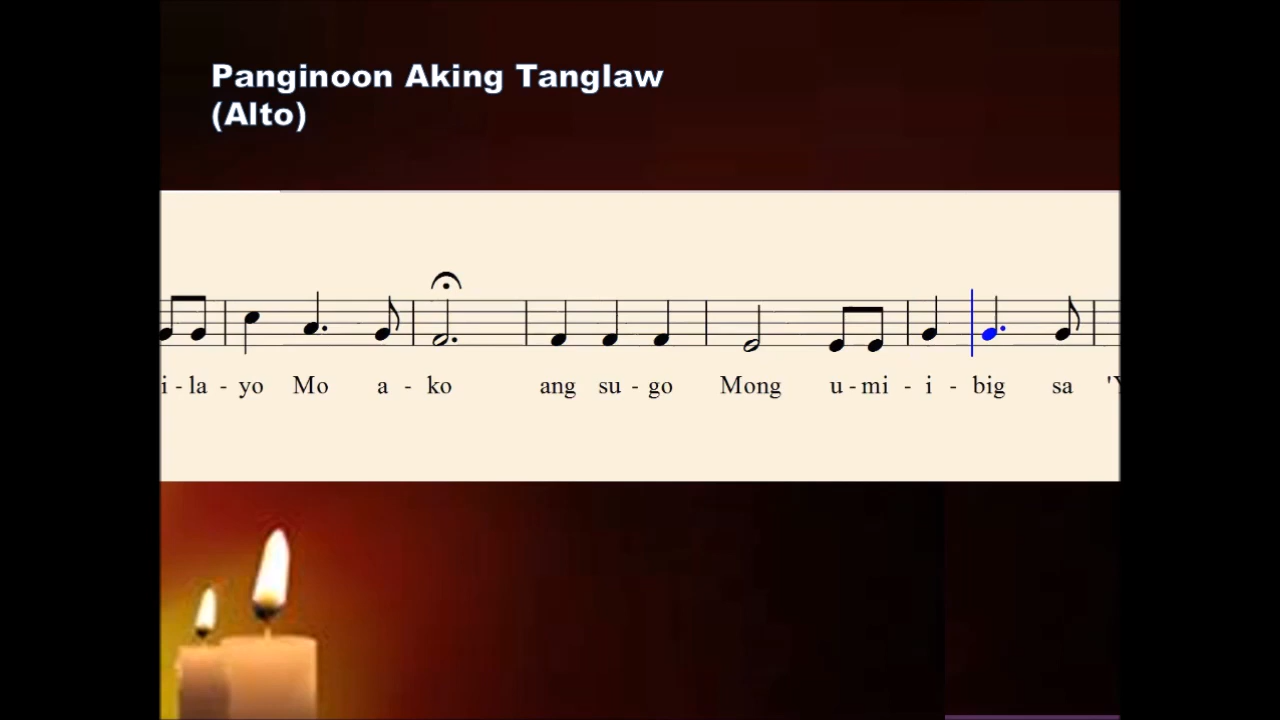 Panginoon Aking Tanglaw
(Alto)
i - la - yo Mo a - ko ang su - go Mong u - mi - i - big sa